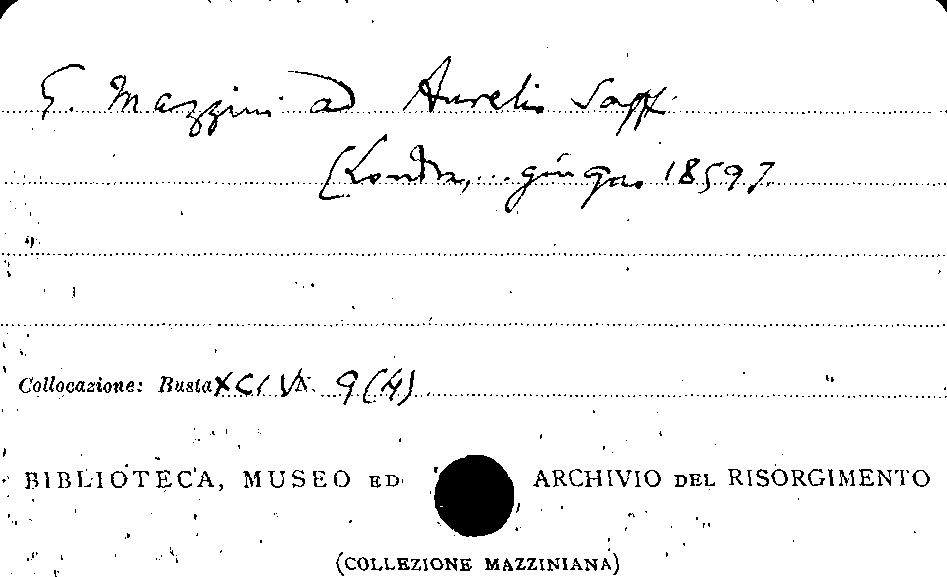 G. Mazzini ad Aurelio Saffi
[Londra, ... giugno 1859]
Collocazione: Busta XCIV N. 9(4)
BIBLIOTECA, MUSEO ED ARCHIVIO DEL RISORGIMENTO
(COLLEZIONE MAZZINIANA)